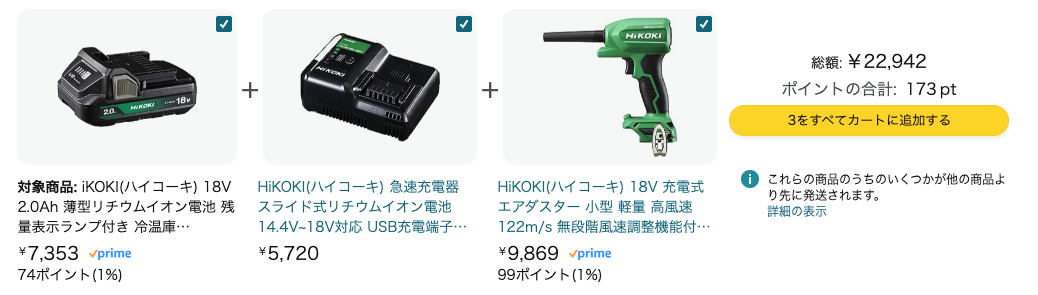 HiKOKI
2.0
18V
HiKOKI
HiKOKI
+
+
総額: ¥22,942
ポイントの合計: 173 pt
3をすべてカートに追加する
対象商品: iKOKI(ハイコーキ) 18V
2.0Ah 薄型リチウムイオン電池 残
量表示ランプ付き 冷温庫…
¥7,353 prime
74ポイント(1%)
HiKOKI(ハイコーキ) 急速充電器
スライド式リチウムイオン電池
14.4V~18V対応 USB充電端子…
¥5,720
HiKOKI(ハイコーキ) 18V 充電式
エアダスター 小型 軽量 高風速
122m/s 無段階風速調整機能付…
¥9,869 prime
99ポイント(1%)
これらの商品のうちのいくつかが他の商品よ
り先に発送されます。
詳細の表示